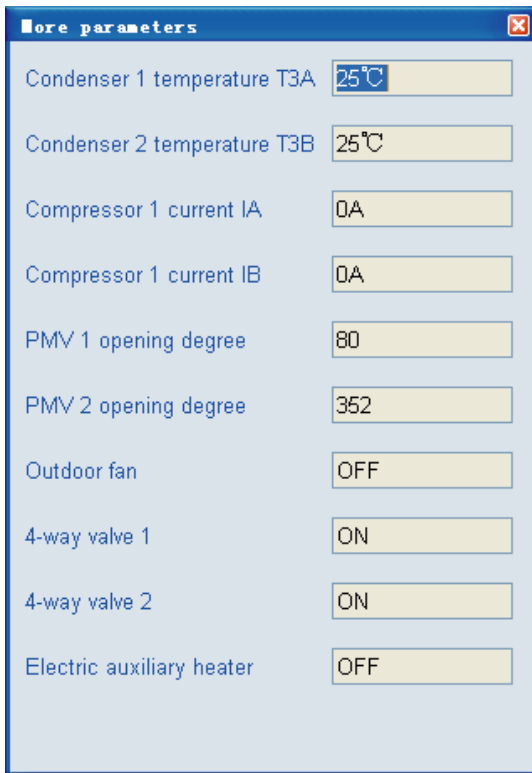 More parameters
Condenser 1 temperature T3A 25℃
Condenser 2 temperature T3B 25℃
Compressor 1 current IA 0A
Compressor 1 current IB 0A
PMV 1 opening degree 80
PMV 2 opening degree 352
Outdoor fan OFF
4-way valve 1 ON
4-way valve 2 ON
Electric auxiliary heater OFF